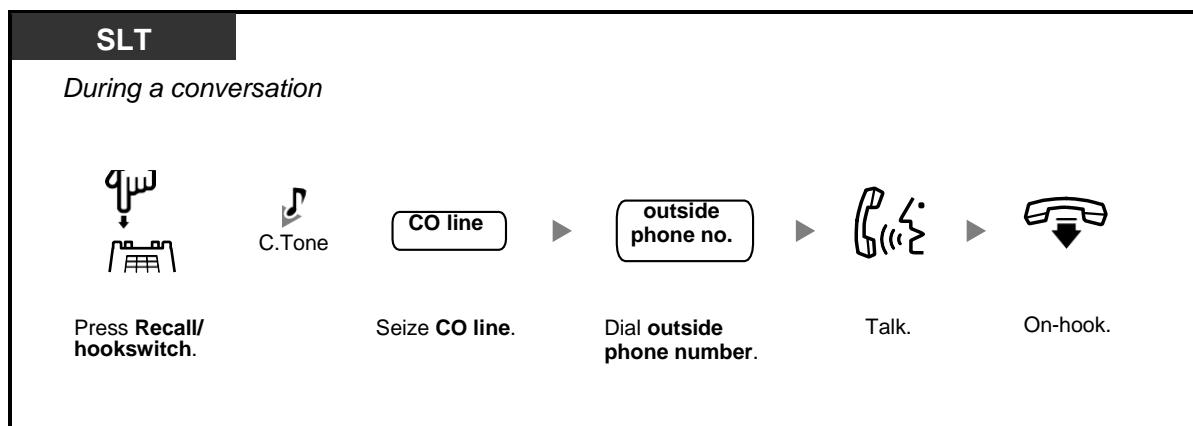 SLT
During a conversation
C.Tone
CO line
outside
phone no.
Press Recall/
hookswitch.
Seize CO line.
Dial outside
phone number.
Talk.
On-hook.